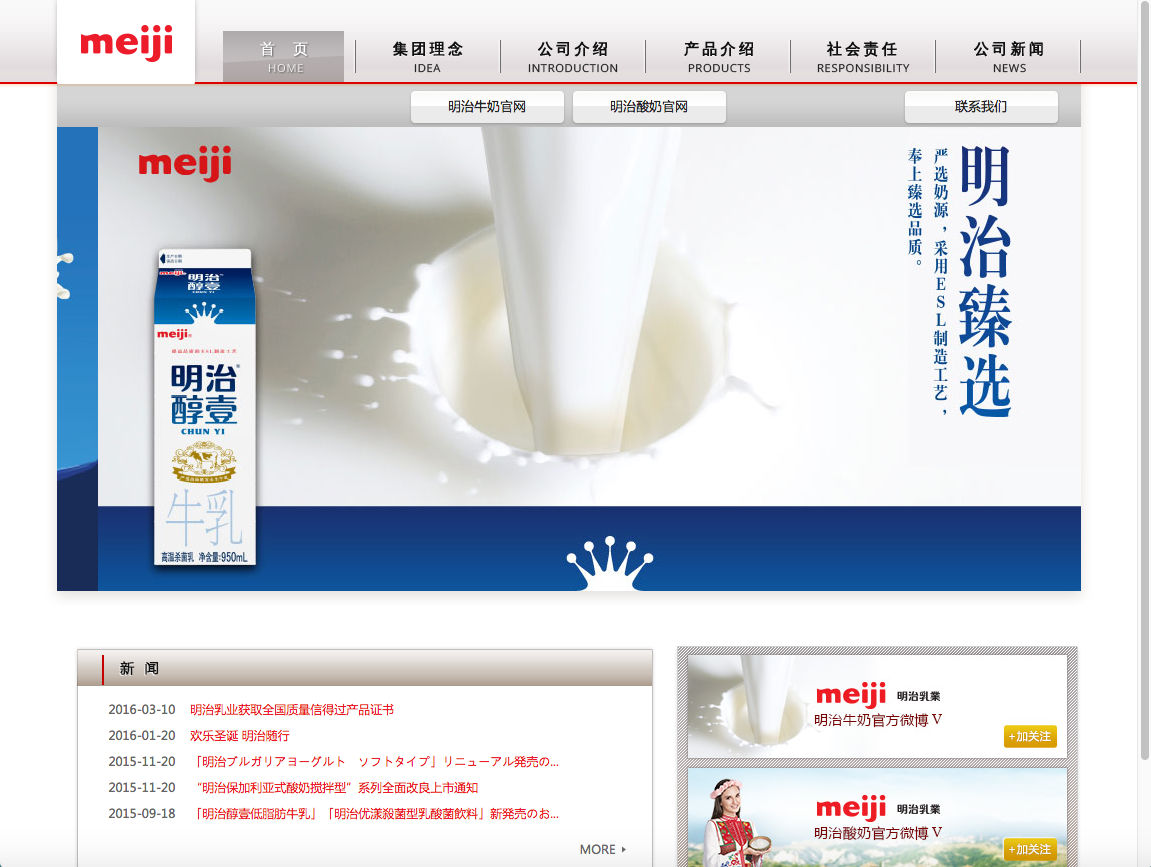 meiji
首 页
HOME
集团理念
IDEA
公司介绍
INTRODUCTION
产品介绍
PRODUCTS
社会责任
RESPONSIBILITY
公司新闻
NEWS
明治牛奶官网
明治酸奶官网
联系我们
meiji
明治臻选
严选奶源，采用ESL制造工艺，
奉上臻选品质。
meiji
明治
醇壹
CHUN YI
meiji
明治
醇壹
CHUN YI
牛乳
高温杀菌乳 净含量:950mL
新 闻
2016-03-10 明治乳业获取全国质量信得过产品证书
2016-01-20 欢乐圣诞 明治随行
2015-11-20 「明治ブルガリアヨーグルト　ソフトタイプ」リニューアル発売の...
2015-11-20 “明治保加利亚式酸奶搅拌型”系列全面改良上市通知
2015-09-18 「明治醇壹低脂肪牛乳」「明治优漾殺菌型乳酸菌飲料」新発売のお...
MORE
meiji 明治乳業
明治牛奶官方微博 V
+加关注
meiji 明治乳業
明治酸奶官方微博 V
+加关注